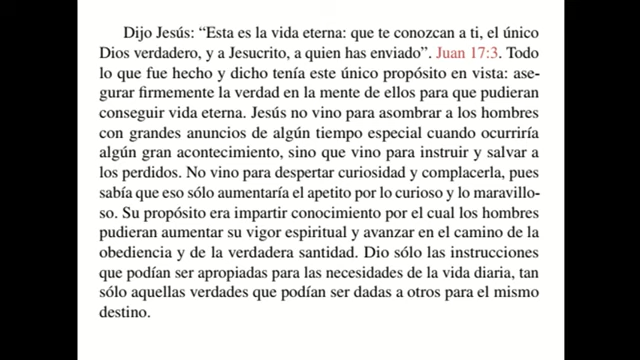 Dijo Jesús: “Esta es la vida eterna: que te conozcan a ti, el único
Dios verdadero, y a Jesucrito, a quien has enviado”. Juan 17:3. Todo
lo que fue hecho y dicho tenía este único propósito en vista: ase-
gurar firmemente la verdad en la mente de ellos para que pudieran
conseguir vida eterna. Jesús no vino para asombrar a los hombres
con grandes anuncios de algún tiempo especial cuando ocurriría
algún gran acontecimiento, sino que vino para instruir y salvar a
los perdidos. No vino para despertar curiosidad y complacerla, pues
sabía que eso sólo aumentaría el apetito por lo curioso y lo maravillo-
so. Su propósito era impartir conocimiento por el cual los hombres
pudieran aumentar su vigor espiritual y avanzar en el camino de la
obediencia y de la verdadera santidad. Dio sólo las instrucciones
que podían ser apropiadas para las necesidades de la vida diaria, tan
sólo aquellas verdades que podían ser dadas a otros para el mismo
destino.